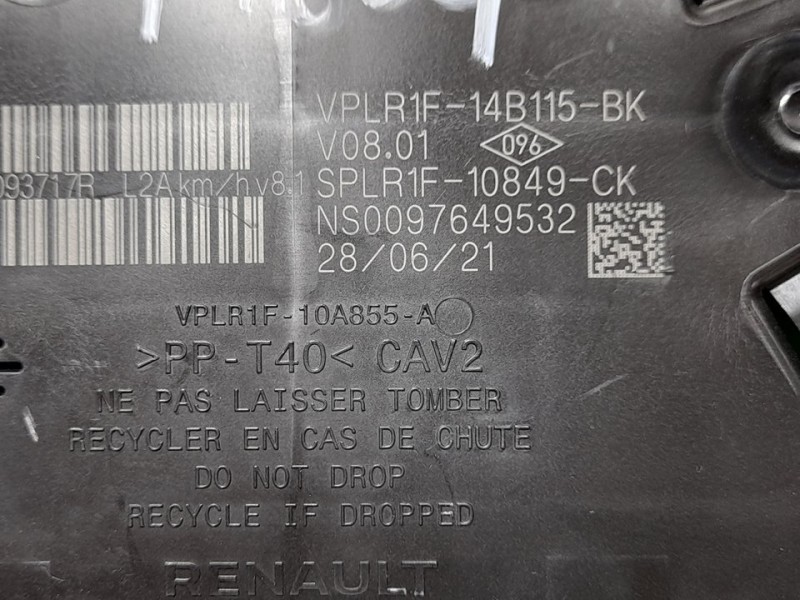 VPLR1F-14B115-BK
V08.01 096
L2A km/h v8.1 SPLR1F-10849-CK
NS0097649532
28/06/21
VPLR1F-10A855-A
>PP-T40< CAV2
NE PAS LAISSER TOMBER
RECYCLER EN CAS DE CHUTE
DO NOT DROP
RECYCLE IF DROPPED
RENAULT